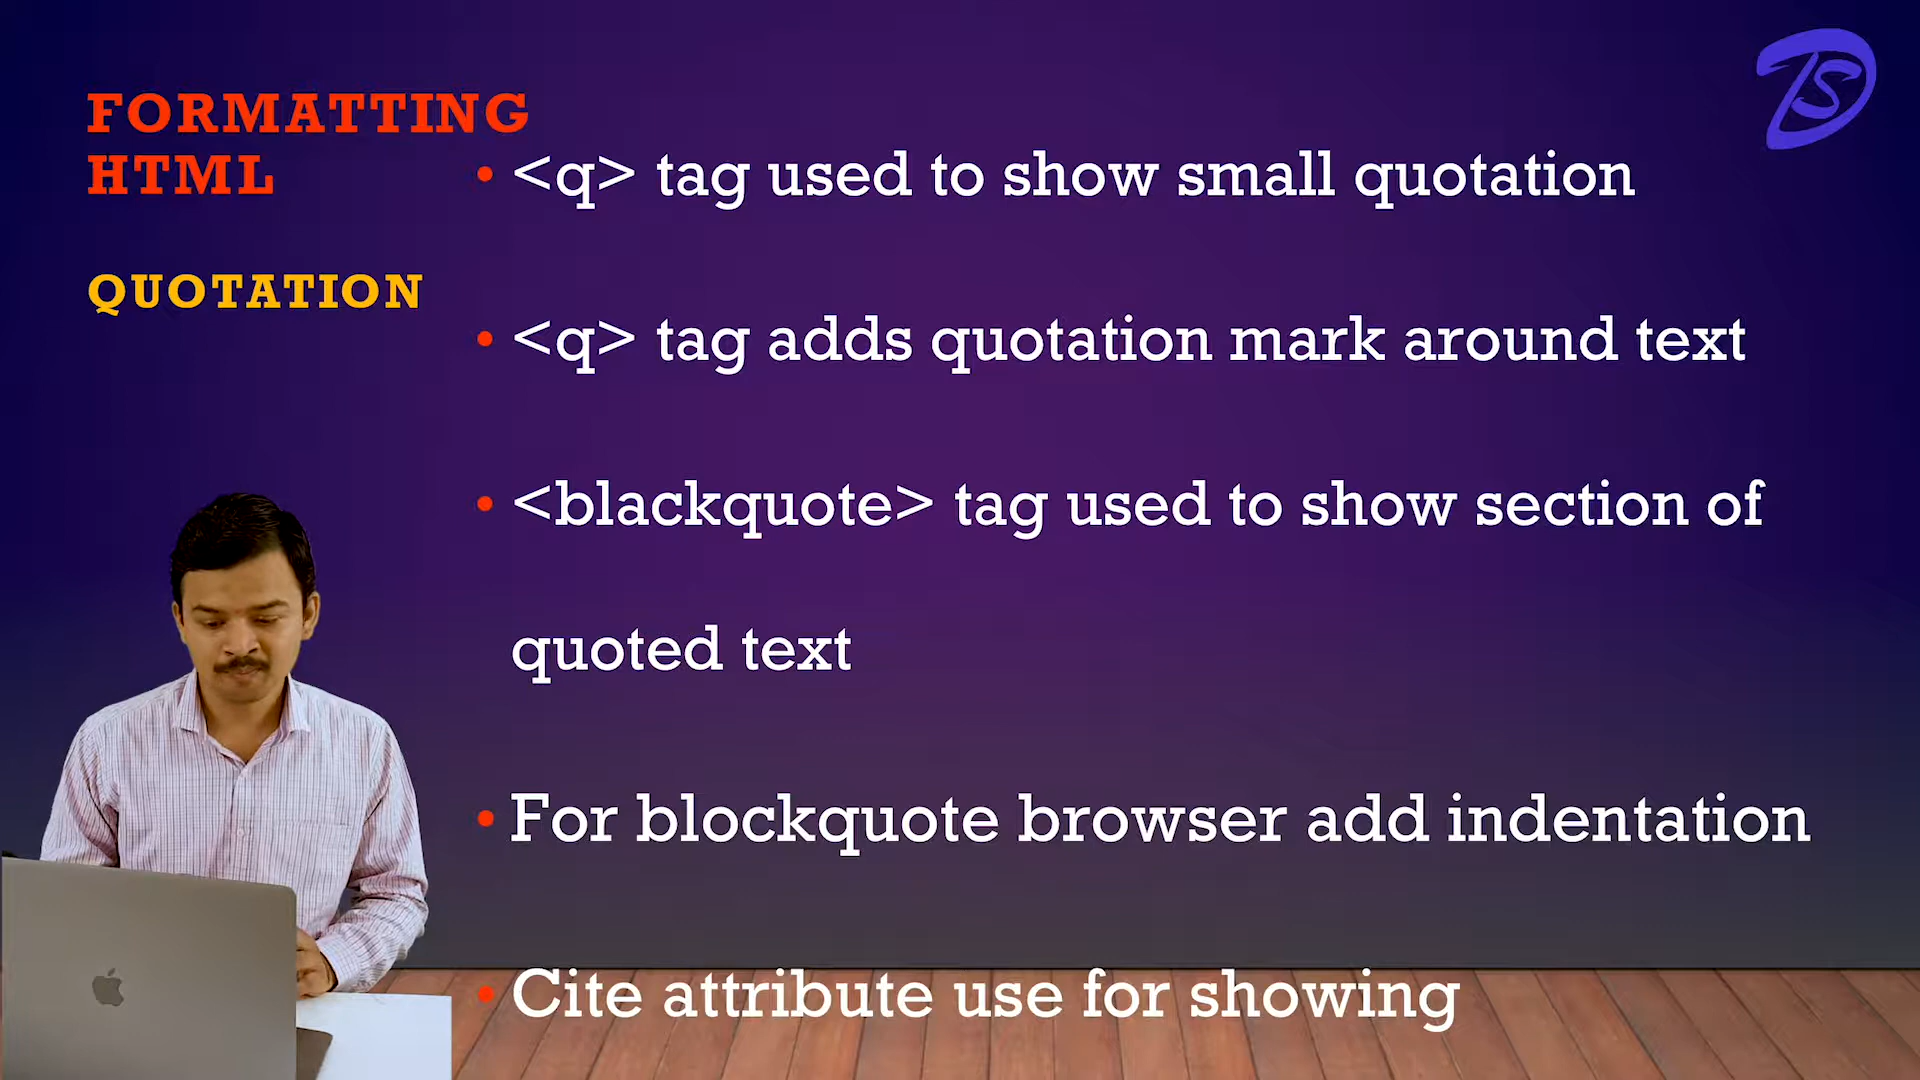 FORMATTING
HTML
QUOTATION
• <q> tag used to show small quotation
• <q> tag adds quotation mark around text
• <blackquote> tag used to show section of
quoted text
• For blockquote browser add indentation
• Cite attribute use for showing